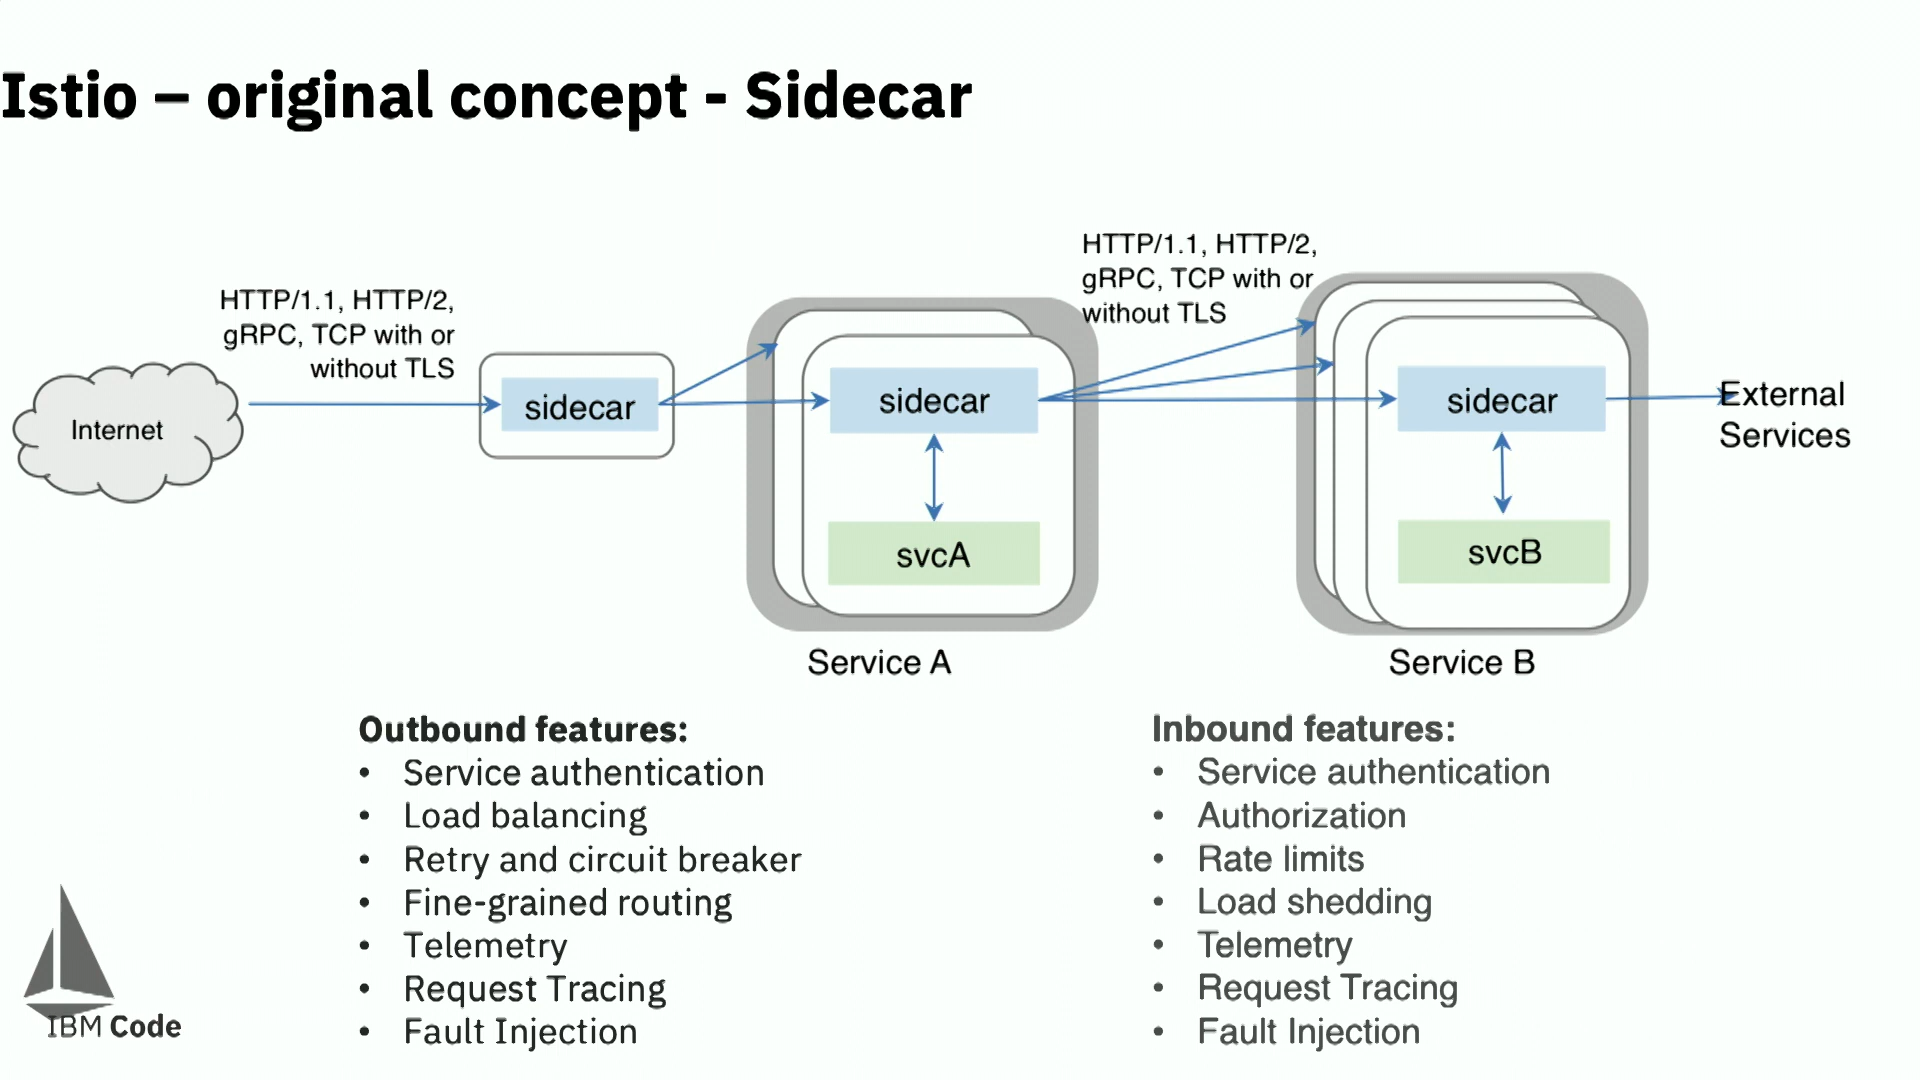 Istio – original concept - Sidecar
HTTP/1.1, HTTP/2,
gRPC, TCP with or
without TLS
HTTP/1.1, HTTP/2,
gRPC, TCP with or
without TLS
Internet
sidecar
sidecar
sidecar
External
Services
svcA
svcB
Service A
Service B
Outbound features:
• Service authentication
• Load balancing
• Retry and circuit breaker
• Fine-grained routing
• Telemetry
• Request Tracing
• Fault Injection
Inbound features:
• Service authentication
• Authorization
• Rate limits
• Load shedding
• Telemetry
• Request Tracing
• Fault Injection
IBM Code